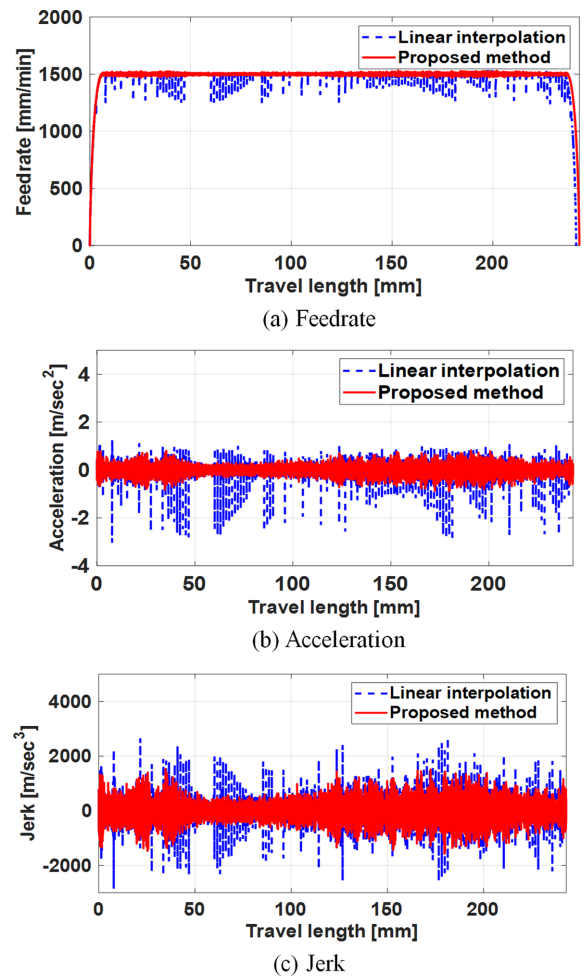 Feedrate [mm/min]
2000
1500
1000
500
0
Linear interpolation
Proposed method
0 50 100 150 200
Travel length [mm]
(a) Feedrate
Acceleration [m/sec²]
4
2
0
-2
-4
Linear interpolation
Proposed method
0 50 100 150 200
Travel length [mm]
(b) Acceleration
Jerk [m/sec³]
4000
2000
0
-2000
Linear interpolation
Proposed method
0 50 100 150 200
Travel length [mm]
(c) Jerk